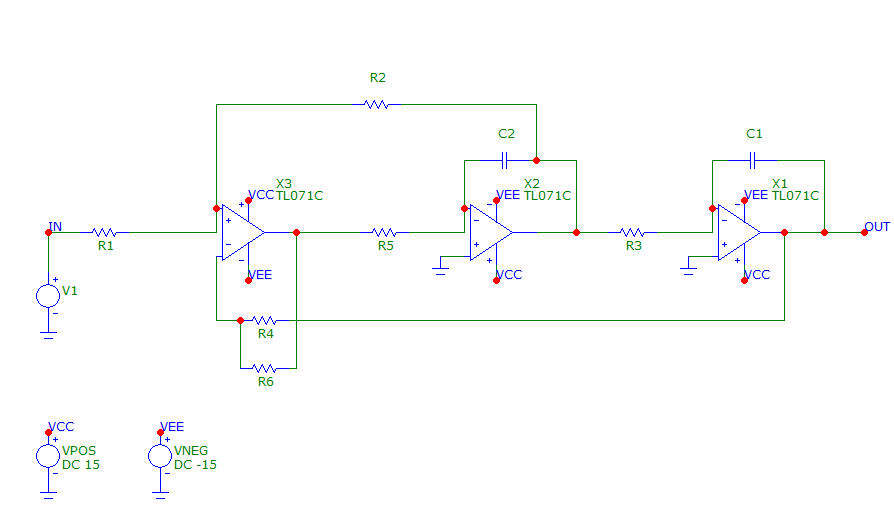 R2
C2
C1
X3
TL071C
X2
TL071C
X1
TL071C
VCC
VEE
VEE
IN
OUT
R1
R5
R3
VEE
VCC
VCC
V1
R4
R6
VCC
VEE
VPOS
DC 15
VNEG
DC -15